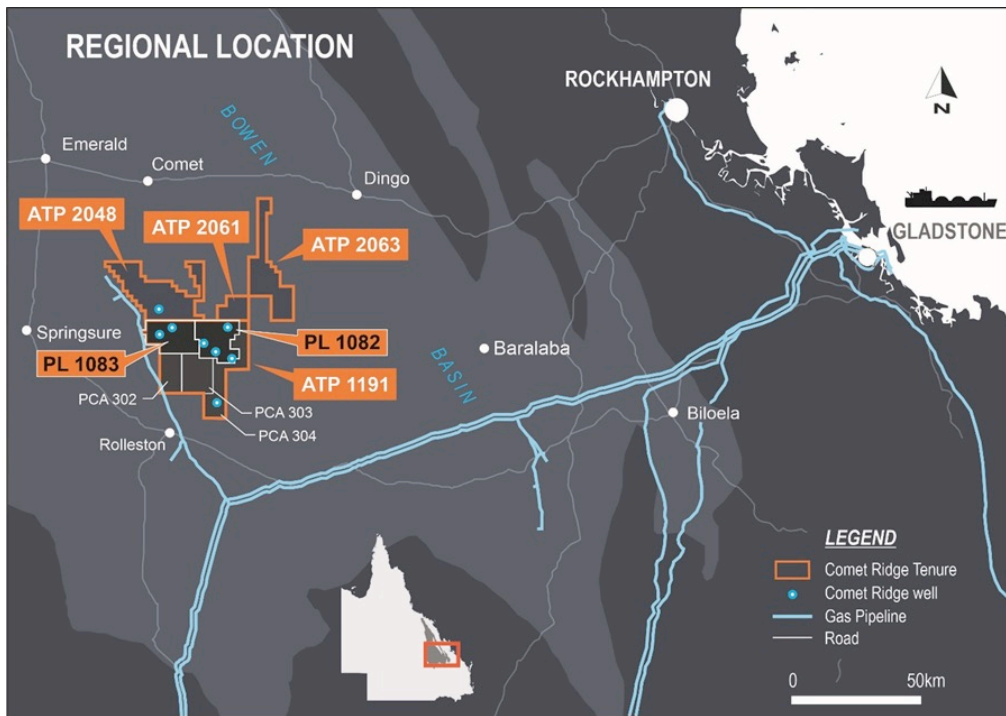 REGIONAL LOCATION
ROCKHAMPTON
N
BOWEN
Emerald
Comet
Dingo
ATP 2048
ATP 2061
ATP 2063
GLADSTONE
Springsure
PL 1083
PL 1082
ATP 1191
Baralaba
BASIN
PCA 302
PCA 303
PCA 304
Rolleston
Biloela
LEGEND
Comet Ridge Tenure
Comet Ridge well
Gas Pipeline
Road
0 50km